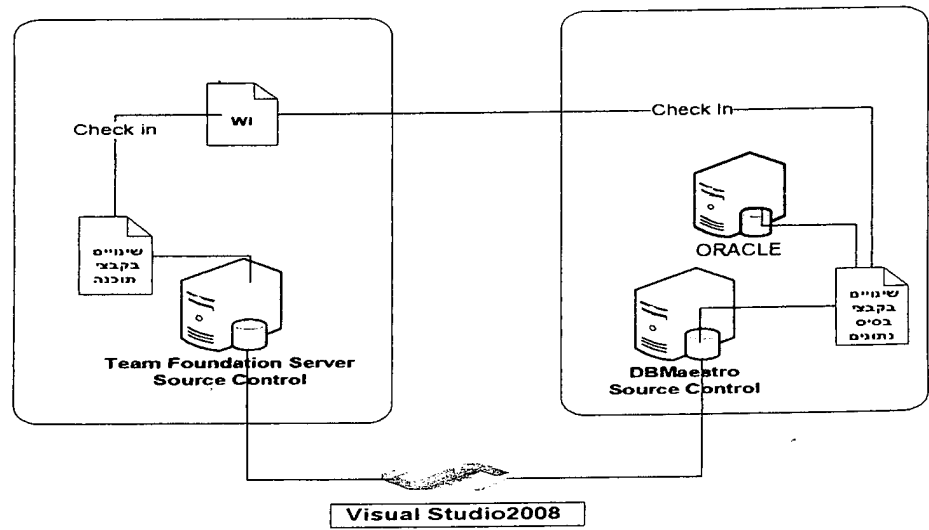 WI
Check in
Check In
שינויים
בקבצי
תוכנה
ORACLE
שינויים
בקבצי
בסיס
נתונים
Team Foundation Server
Source Control
DBMaestro
Source Control
Visual Studio2008